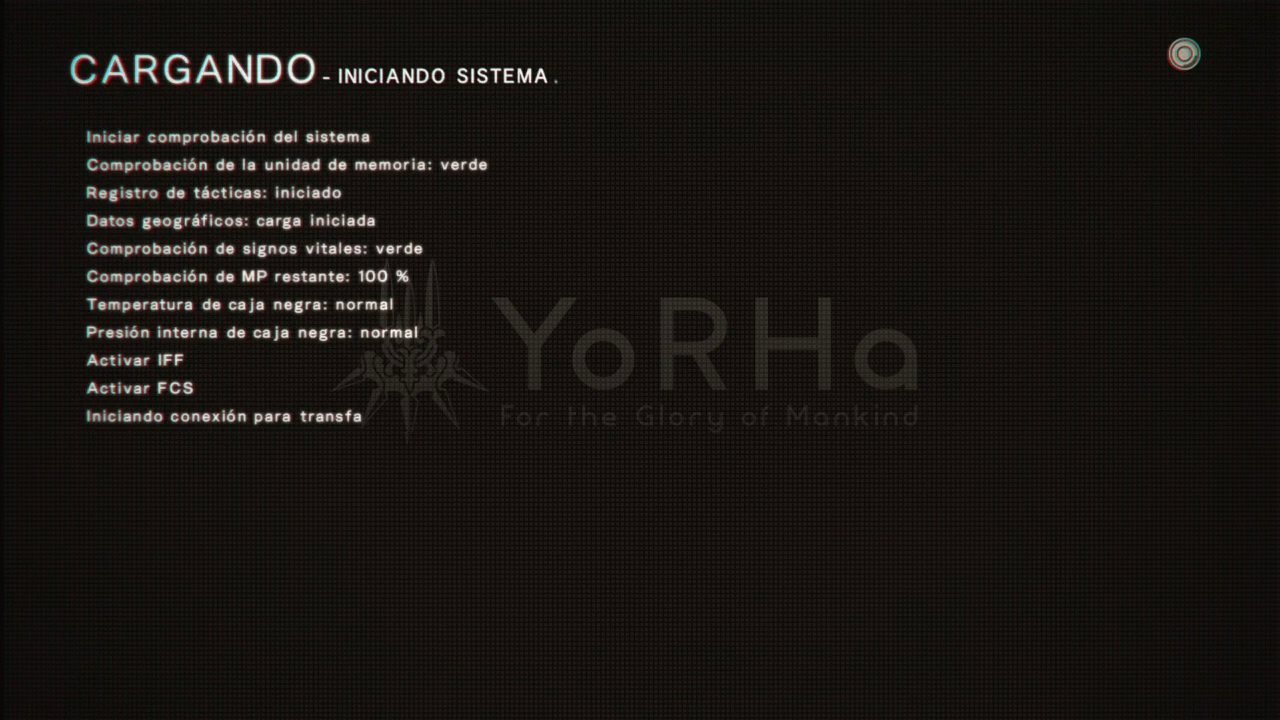 CARGANDO - INICIANDO SISTEMA .
Iniciar comprobación del sistema
Comprobación de la unidad de memoria: verde
Registro de tácticas: iniciado
Datos geográficos: carga iniciada
Comprobación de signos vitales: verde
Comprobación de MP restante: 100 %
Temperatura de caja negra: normal
Presión interna de caja negra: normal
Activar IFF
Activar FCS
Iniciando conexión para transfa
YoRHa
For the Glory of Mankind